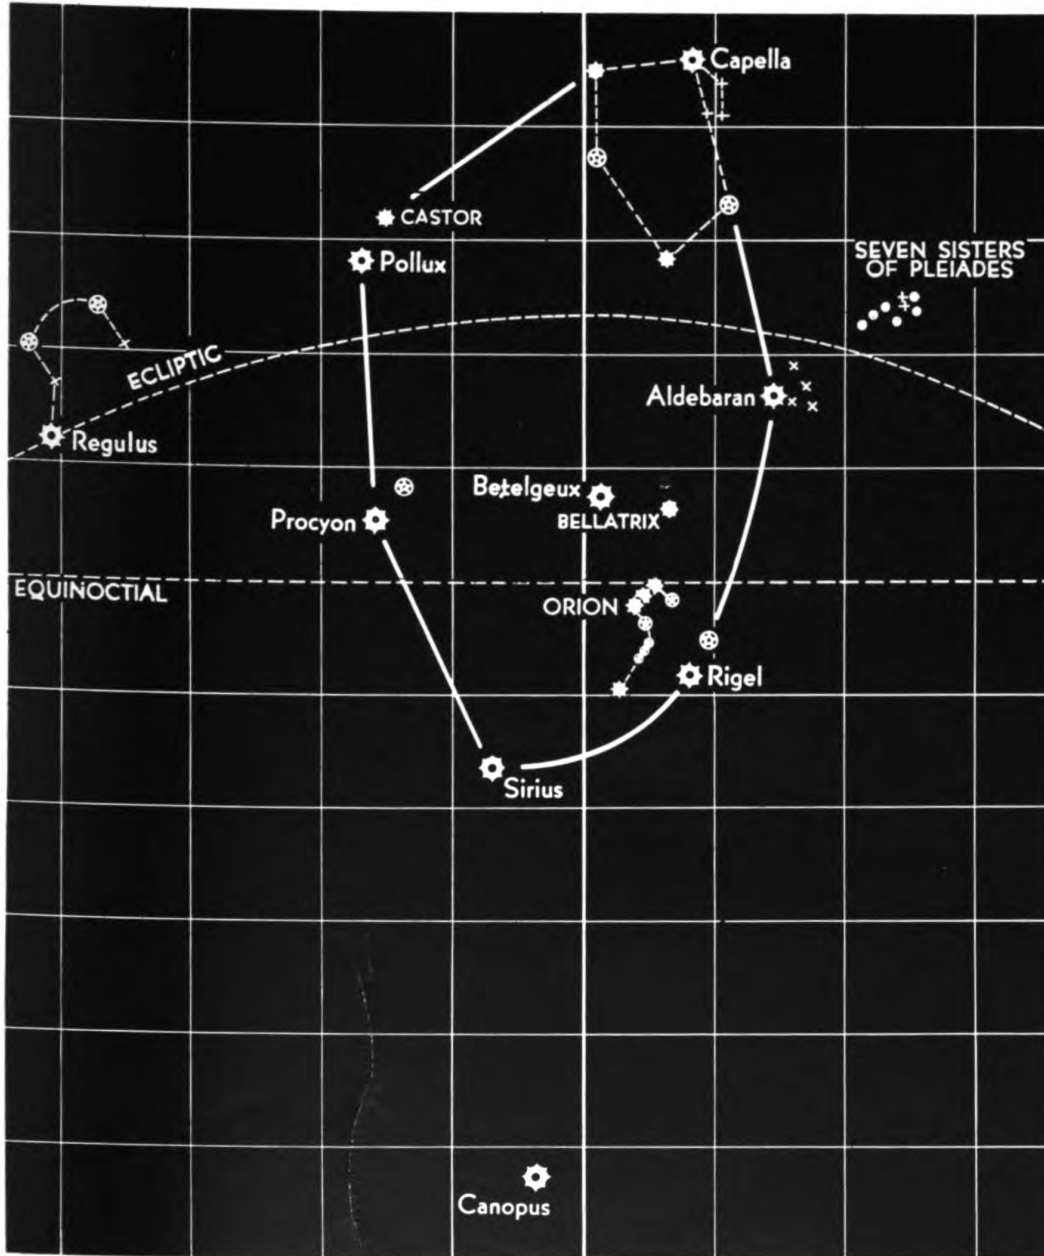 Capella
CASTOR
Pollux
SEVEN SISTERS
OF PLEIADES
ECLIPTIC
Aldebaran
Regulus
Betelgeux
BELLATRIX
Procyon
EQUINOCTIAL
ORION
Rigel
Sirius
Canopus